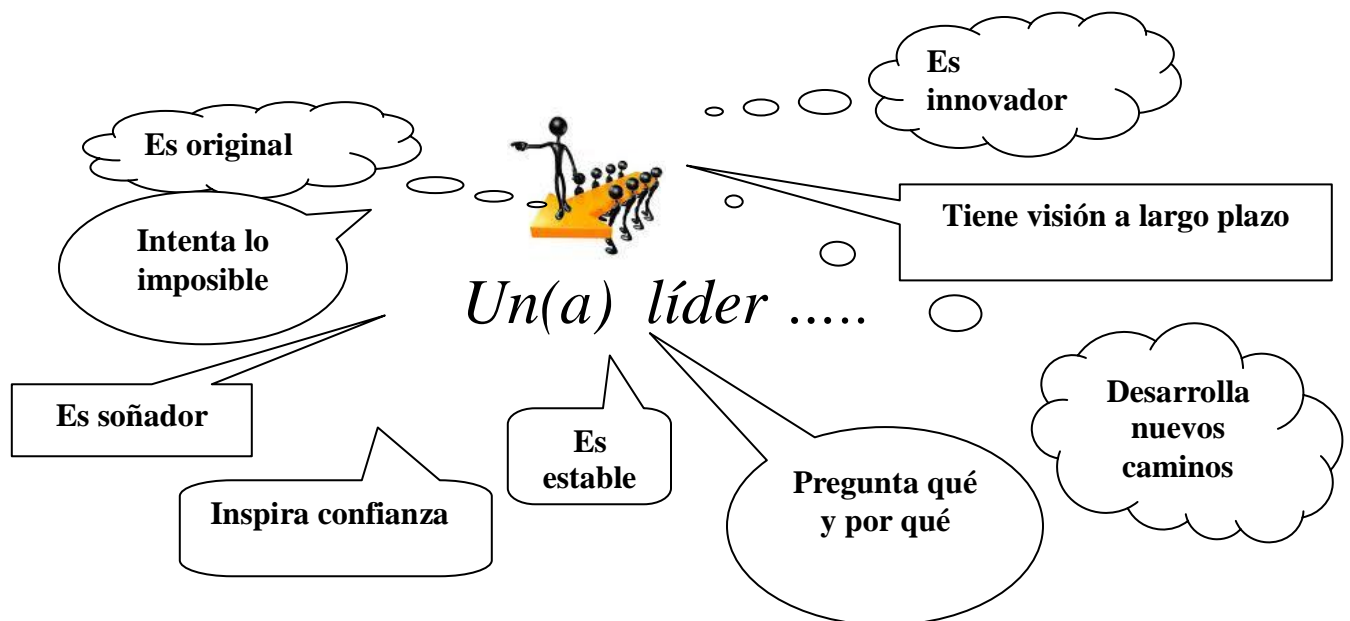 Es
innovador
Es original
Tiene visión a largo plazo
Intenta lo
imposible
Un(a) líder .....
Es soñador
Desarrolla
nuevos
caminos
Es
estable
Inspira confianza
Pregunta qué
y por qué